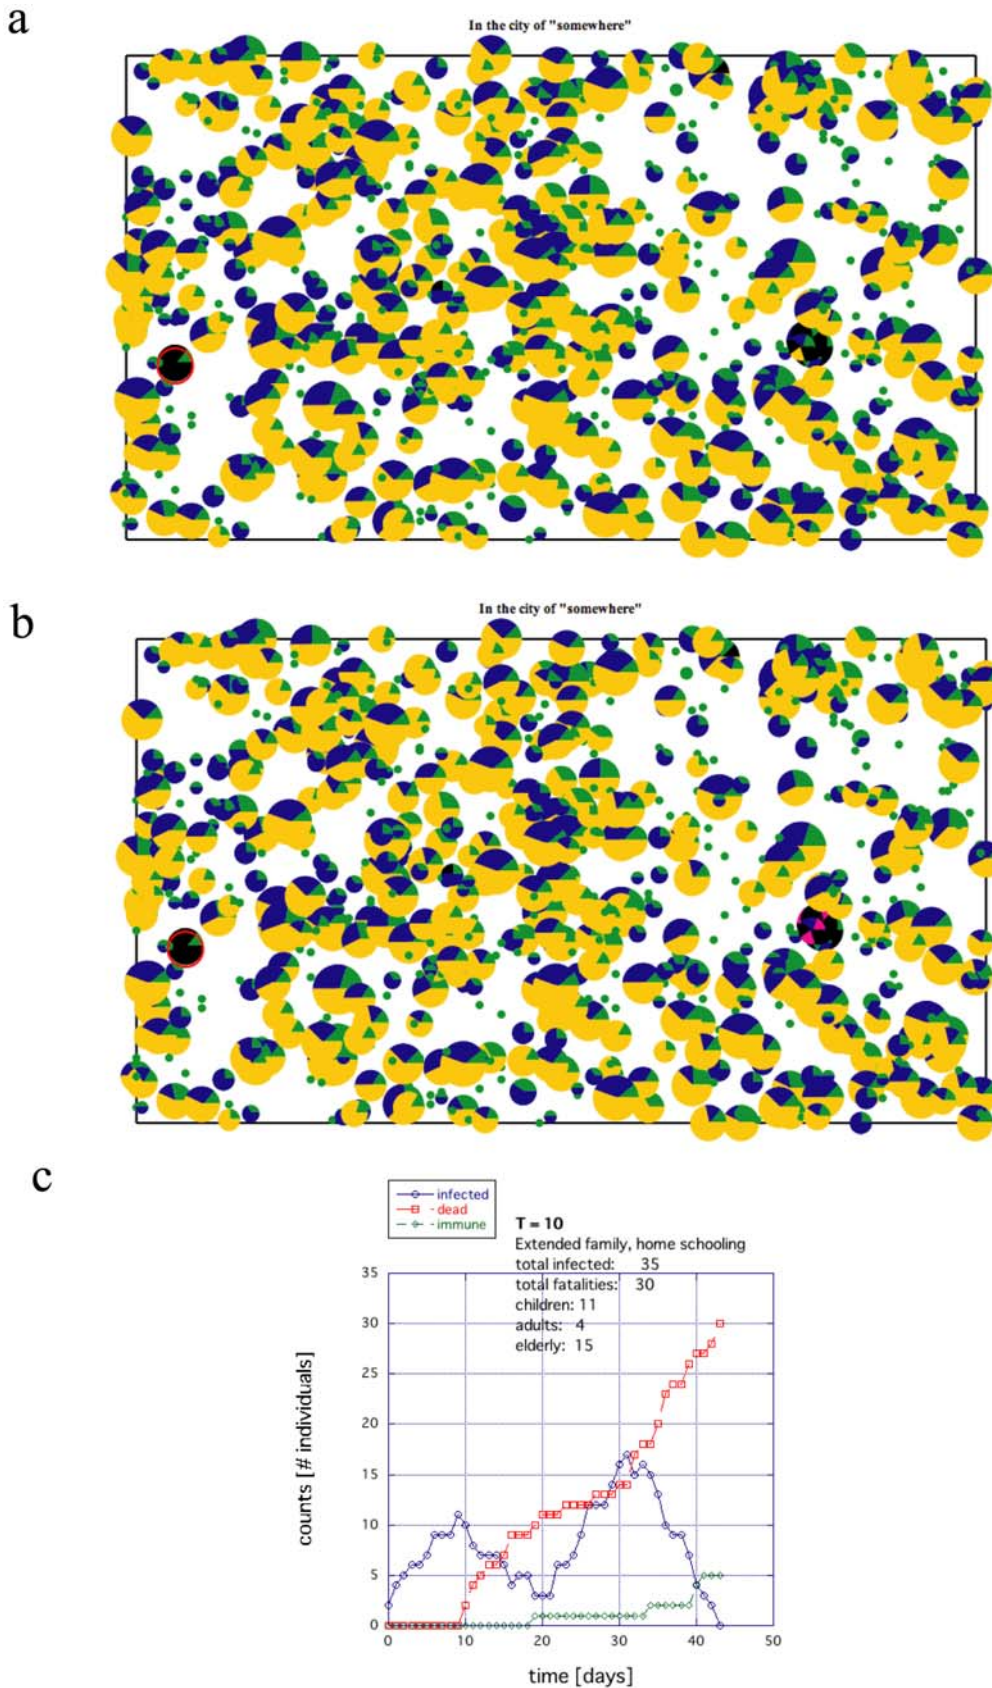 a
In the city of "somewhere"
b
In the city of "somewhere"
c
infected
dead
immune
T = 10
Extended family, home schooling
total infected: 35
total fatalities: 30
children: 11
adults: 4
elderly: 15
35
30
25
20
15
10
5
0
counts [# individuals]
0 10 20 30 40 50
time [days]